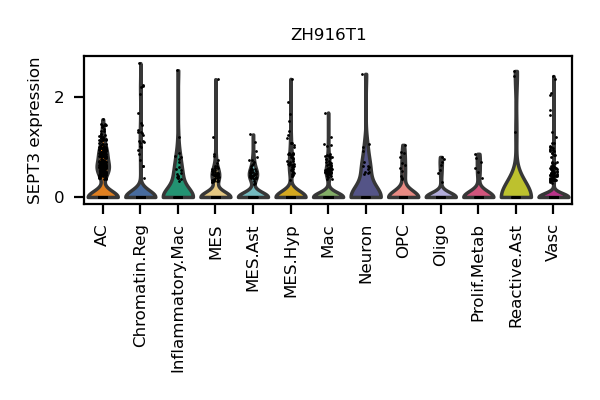 ZH916T1
SEPT3 expression
2
0
AC
Chromatin.Reg
Inflammatory.Mac
MES
MES.Ast
MES.Hyp
Mac
Neuron
OPC
Oligo
Prolif.Metab
Reactive.Ast
Vasc